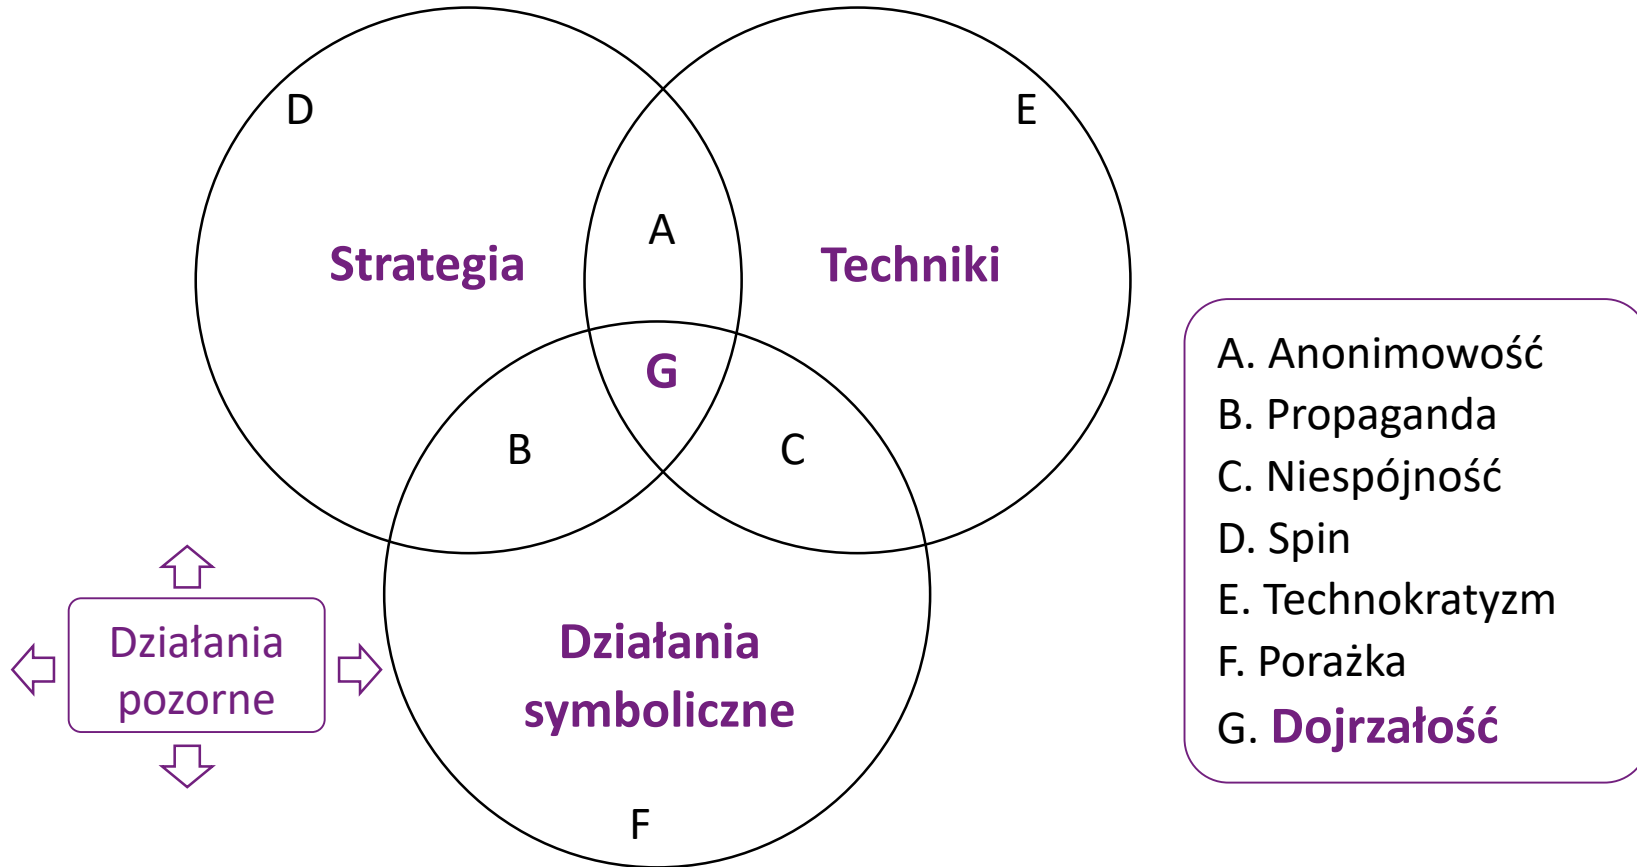 D
E
A
Strategia
Techniki
G
B
C
Działania
pozorne
Działania
symboliczne
F
A. Anonimowość
B. Propaganda
C. Niespójność
D. Spin
E. Technokratyzm
F. Porażka
G. Dojrzałość